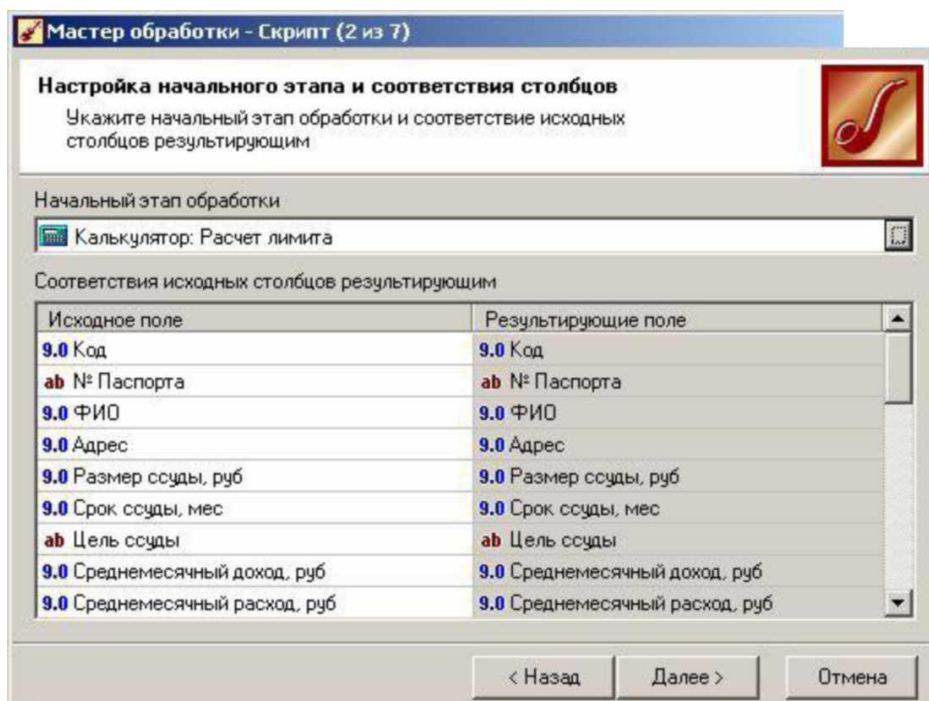 Мастер обработки - Скрипт (2 из 7)
Настройка начального этапа и соответствия столбцов
Укажите начальный этап обработки и соответствие исходных
столбцов результирующим
Начальный этап обработки
Калькулятор: Расчет лимита
Соответствия исходных столбцов результирующим
Исходное поле Результирующие поле
9.0 Код 9.0 Код
ab № Паспорта ab № Паспорта
9.0 ФИО 9.0 ФИО
9.0 Адрес 9.0 Адрес
9.0 Размер ссуды, руб 9.0 Размер ссуды, руб
9.0 Срок ссуды, мес 9.0 Срок ссуды, мес
ab Цель ссуды ab Цель ссуды
9.0 Среднемесячный доход, руб 9.0 Среднемесячный доход, руб
9.0 Среднемесячный расход, руб 9.0 Среднемесячный расход, руб
< Назад Далее > Отмена